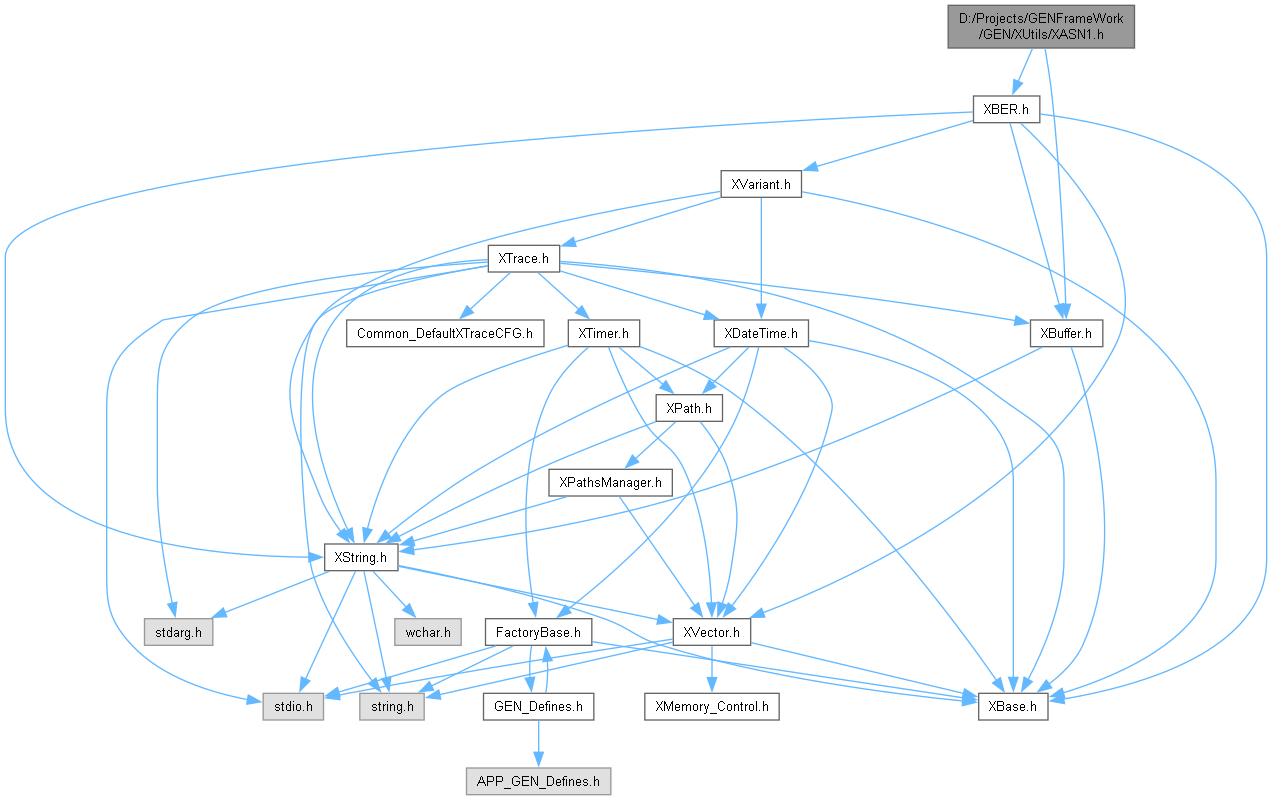 D:/Projects/GENFrameWork
/GEN/XUtils/XASN1.h
XBER.h
XVariant.h
XTrace.h
Common_DefaultXTraceCFG.h
XTimer.h
XDateTime.h
XBuffer.h
XPath.h
XPathsManager.h
XString.h
stdarg.h
wchar.h
FactoryBase.h
XVector.h
stdio.h
string.h
GEN_Defines.h
XMemory_Control.h
XBase.h
APP_GEN_Defines.h